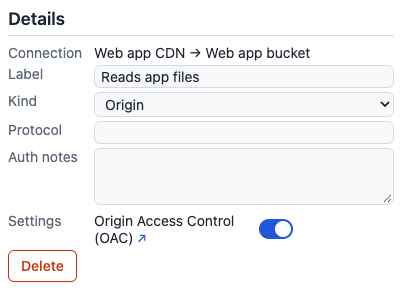 Details
Connection Web app CDN → Web app bucket
Label Reads app files
Kind Origin
Protocol
Auth notes
Settings Origin Access Control
(OAC) ↗
Delete